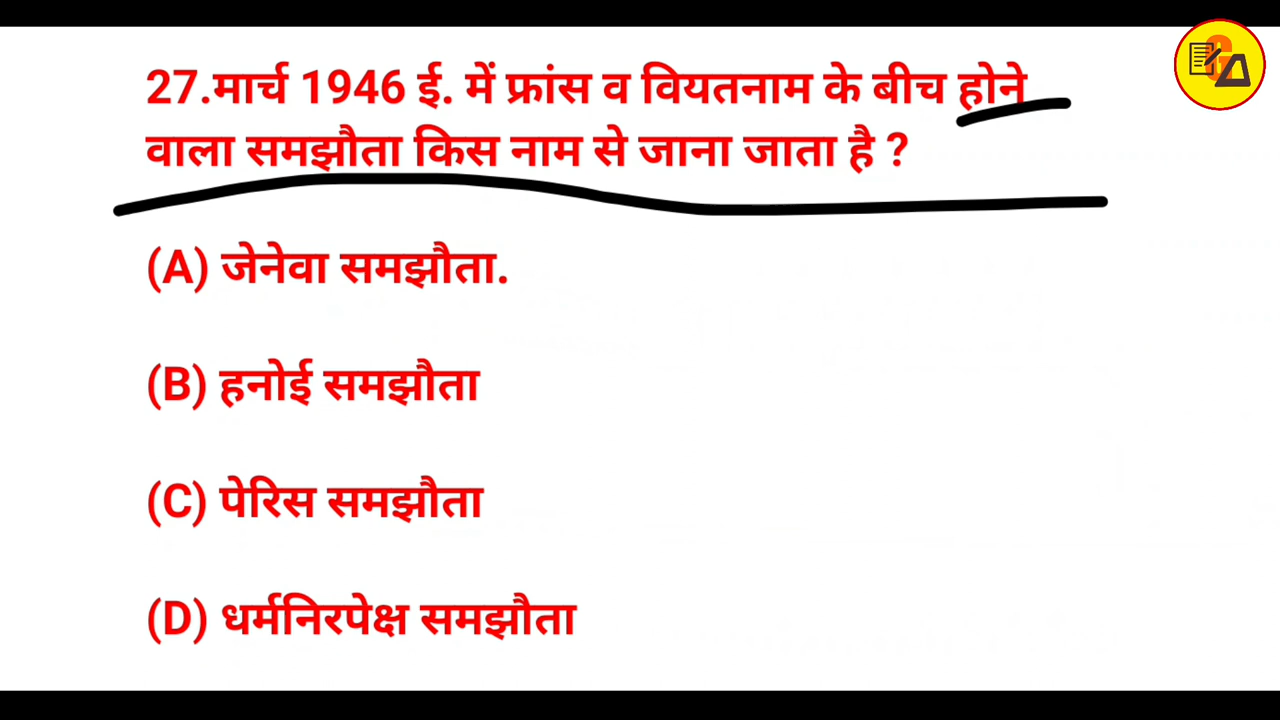 27.मार्च 1946 ई. में फ्रांस व वियतनाम के बीच होने
वाला समझौता किस नाम से जाना जाता है ?
(A) जेनेवा समझौता.
(B) हनोई समझौता
(C) पेरिस समझौता
(D) धर्मनिरपेक्ष समझौता